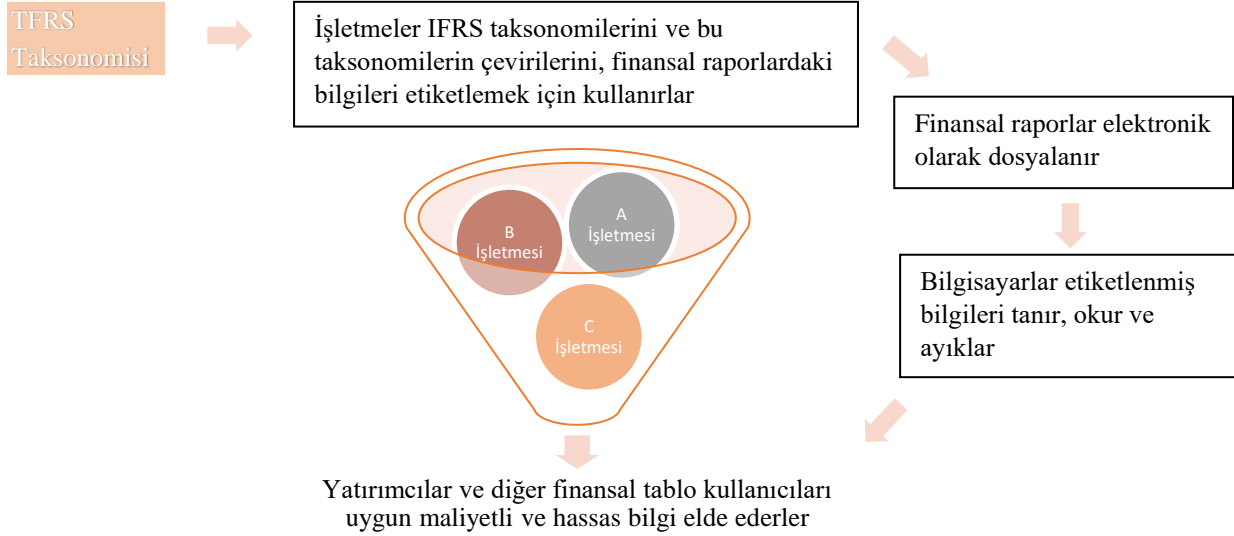 TFRS
Taksonomisi
İşletmeler IFRS taksonomilerini ve bu
taksonomilerin çevirilerini, finansal raporlardaki
bilgileri etiketlemek için kullanırlar
Finansal raporlar elektronik
olarak dosyalanır
Bilgisayarlar etiketlenmiş
bilgileri tanır, okur ve
ayıklar
A
İşletmesi
B
İşletmesi
C
İşletmesi
Yatırımcılar ve diğer finansal tablo kullanıcıları
uygun maliyetli ve hassas bilgi elde ederler